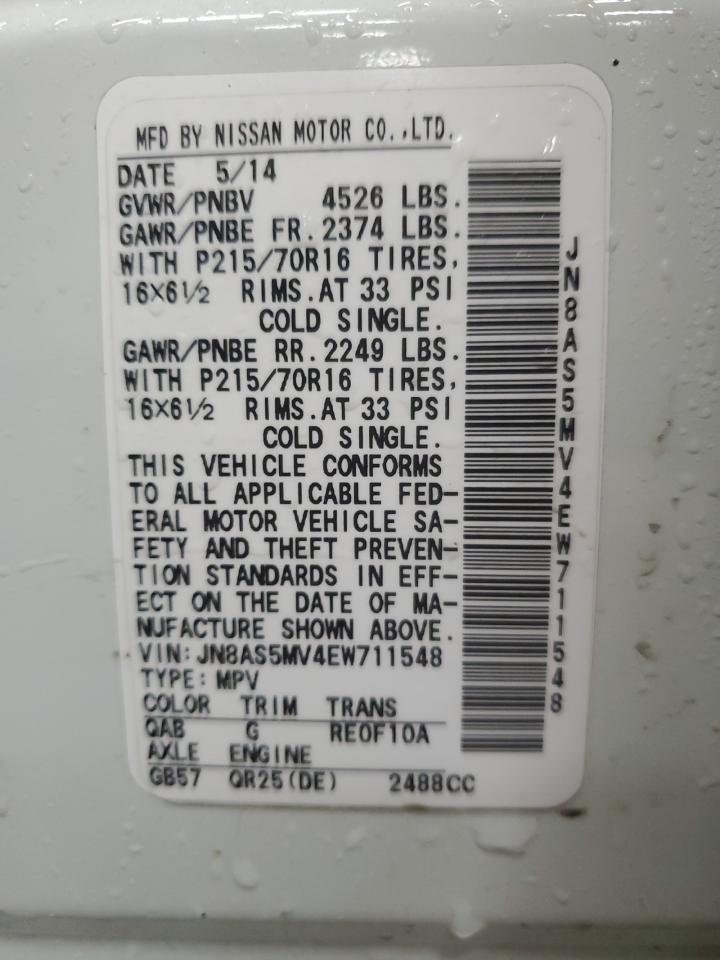 MFD BY NISSAN MOTOR CO.,LTD.
DATE 5/14
GVWR/PNBV 4526 LBS.
GAWR/PNBE FR.2374 LBS.
WITH P215/70R16 TIRES,
16X6½ RIMS.AT 33 PSI
COLD SINGLE.
GAWR/PNBE RR.2249 LBS.
WITH P215/70R16 TIRES,
16X6½ RIMS.AT 33 PSI
COLD SINGLE.
THIS VEHICLE CONFORMS
TO ALL APPLICABLE FED-
ERAL MOTOR VEHICLE SA-
FETY AND THEFT PREVEN-
TION STANDARDS IN EFF-
ECT ON THE DATE OF MA-
NUFACTURE SHOWN ABOVE.
VIN:JN8AS5MV4EW711548
TYPE:MPV
COLOR TRIM TRANS
QAB G RE0F10A
AXLE ENGINE
GB57 QR25(DE) 2488CC
JN8AS5MV4EW711548